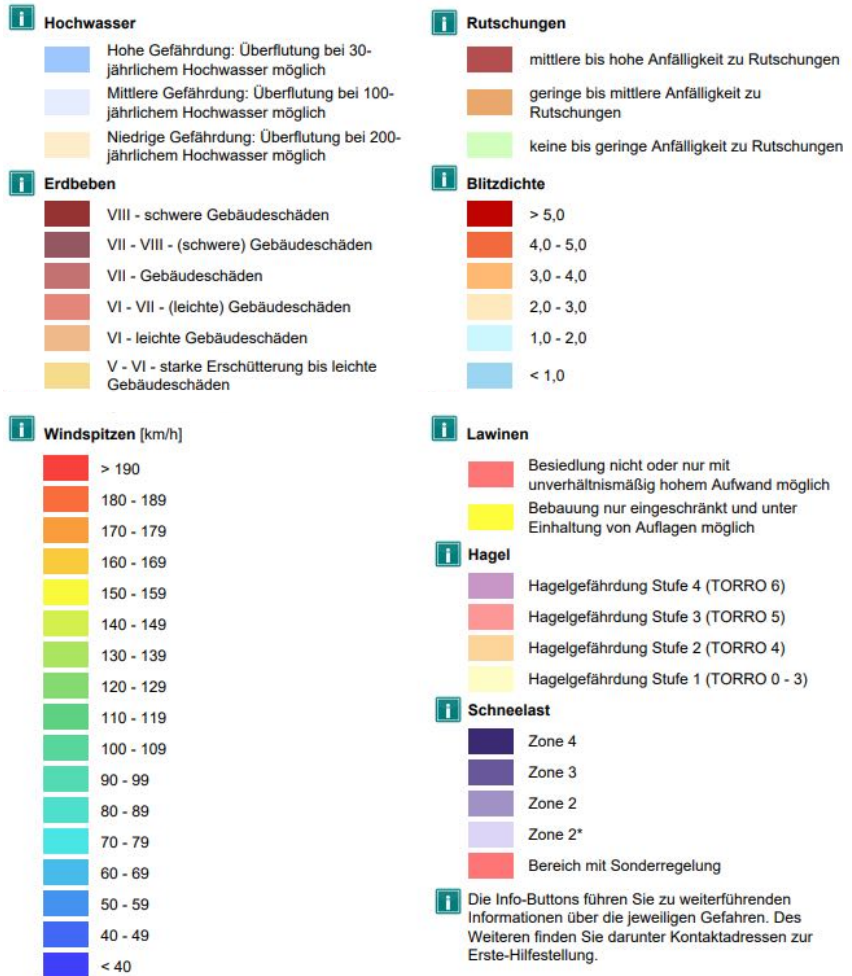 Hochwasser
Hohe Gefährdung: Überflutung bei 30-
jährlichem Hochwasser möglich
Mittlere Gefährdung: Überflutung bei 100-
jährlichem Hochwasser möglich
Niedrige Gefährdung: Überflutung bei 200-
jährlichem Hochwasser möglich
Erdbeben
VIII - schwere Gebäudeschäden
VII - VIII - (schwere) Gebäudeschäden
VII - Gebäudeschäden
VI - VII - (leichte) Gebäudeschäden
VI - leichte Gebäudeschäden
V - VI - starke Erschütterung bis leichte
Gebäudeschäden
Windspitzen [km/h]
> 190
180 - 189
170 - 179
160 - 169
150 - 159
140 - 149
130 - 139
120 - 129
110 - 119
100 - 109
90 - 99
80 - 89
70 - 79
60 - 69
50 - 59
40 - 49
< 40
Rutschungen
mittlere bis hohe Anfälligkeit zu Rutschungen
geringe bis mittlere Anfälligkeit zu
Rutschungen
keine bis geringe Anfälligkeit zu Rutschungen
Blitzdichte
> 5,0
4,0 - 5,0
3,0 - 4,0
2,0 - 3,0
1,0 - 2,0
< 1,0
Lawinen
Besiedlung nicht oder nur mit
unverhältnismäßig hohem Aufwand möglich
Bebauung nur eingeschränkt und unter
Einhaltung von Auflagen möglich
Hagel
Hagelgefährdung Stufe 4 (TORRO 6)
Hagelgefährdung Stufe 3 (TORRO 5)
Hagelgefährdung Stufe 2 (TORRO 4)
Hagelgefährdung Stufe 1 (TORRO 0 - 3)
Schneelast
Zone 4
Zone 3
Zone 2
Zone 2*
Bereich mit Sonderregelung
Die Info-Buttons führen Sie zu weiterführenden
Informationen über die jeweiligen Gefahren. Des
Weiteren finden Sie darunter Kontaktadressen zur
Erste-Hilfestellung.